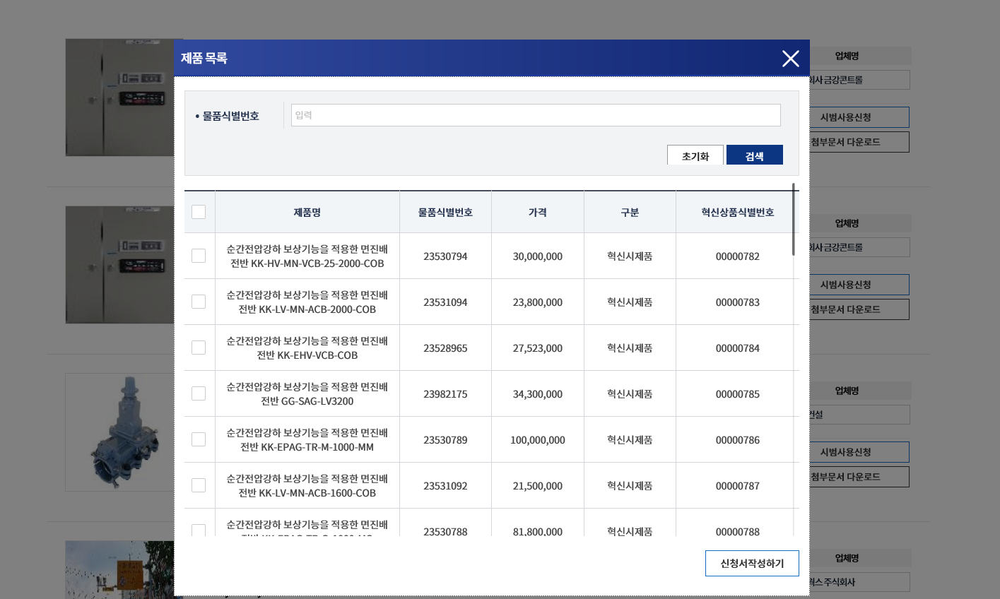 제품 목록
• 물품식별번호
입력
초기화
검색
제품명 물품식별번호 가격 구분 혁신상품식별번호
순간전압강하 보상기능을 적용한 면진배
전반 KK-HV-MN-VCB-25-2000-COB
23530794 30,000,000 혁신시제품 00000782
순간전압강하 보상기능을 적용한 면진배
전반 KK-LV-MN-ACB-2000-COB
23531094 23,800,000 혁신시제품 00000783
순간전압강하 보상기능을 적용한 면진배
전반 KK-EHV-VCB-COB
23528965 27,523,000 혁신시제품 00000784
순간전압강하 보상기능을 적용한 면진배
전반 GG-SAG-LV3200
23982175 34,300,000 혁신시제품 00000785
순간전압강하 보상기능을 적용한 면진배
전반 KK-EPAG-TR-M-1000-MM
23530789 100,000,000 혁신시제품 00000786
순간전압강하 보상기능을 적용한 면진배
전반 KK-LV-MN-ACB-1600-COB
23531092 21,500,000 혁신시제품 00000787
순간전압강하 보상기능을 적용한 면진배
23530788 81,800,000 혁신시제품 00000788
신청서작성하기
업체명
금강콘트롤
시범사용신청
첨부문서 다운로드
업체명
금강콘트롤
시범사용신청
첨부문서 다운로드
업체명
건설
시범사용신청
첨부문서 다운로드
업체명
주식회사